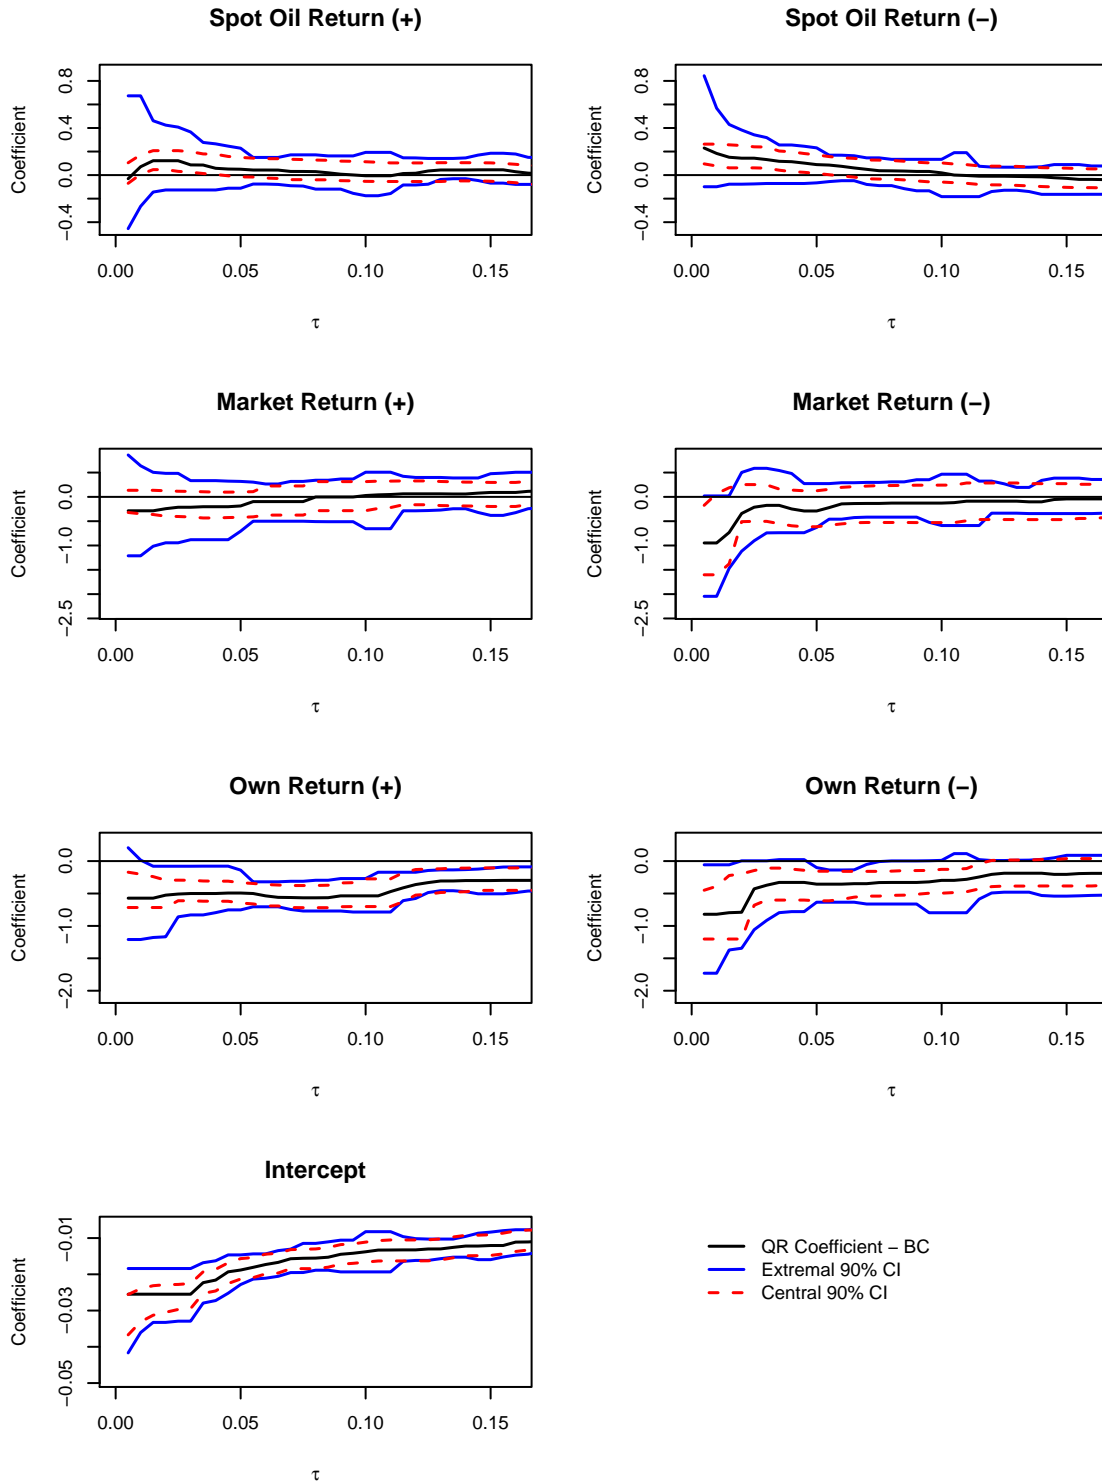 Spot Oil Return (+)
Coefficient
0.8
0.4
0.0
−0.4
0.00 0.05 0.10 0.15
τ
Spot Oil Return (−)
Coefficient
0.8
0.4
0.0
−0.4
0.00 0.05 0.10 0.15
τ
Market Return (+)
Coefficient
0.0
−1.0
−2.5
0.00 0.05 0.10 0.15
τ
Market Return (−)
Coefficient
0.0
−1.0
−2.5
0.00 0.05 0.10 0.15
τ
Own Return (+)
Coefficient
0.0
−1.0
−2.0
0.00 0.05 0.10 0.15
τ
Own Return (−)
Coefficient
0.0
−1.0
−2.0
0.00 0.05 0.10 0.15
τ
Intercept
Coefficient
−0.01
−0.03
−0.05
0.00 0.05 0.10 0.15
τ
QR Coefficient − BC
Extremal 90% CI
Central 90% CI